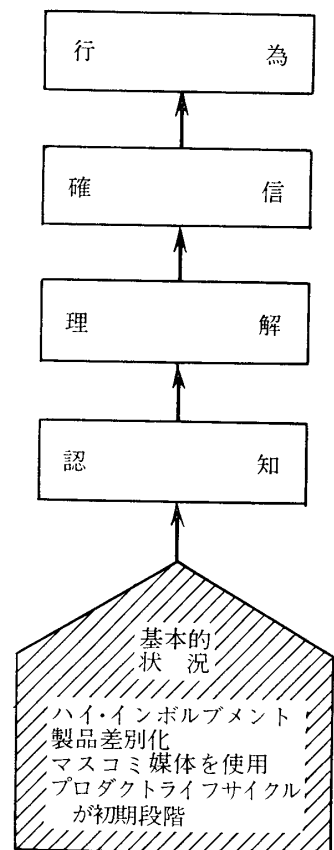 行為
確信
理解
認知
基本的
状況
ハイ・インボルブメント
製品差別化
マスコミ媒体を使用
プロダクトライフサイクル
が初期段階